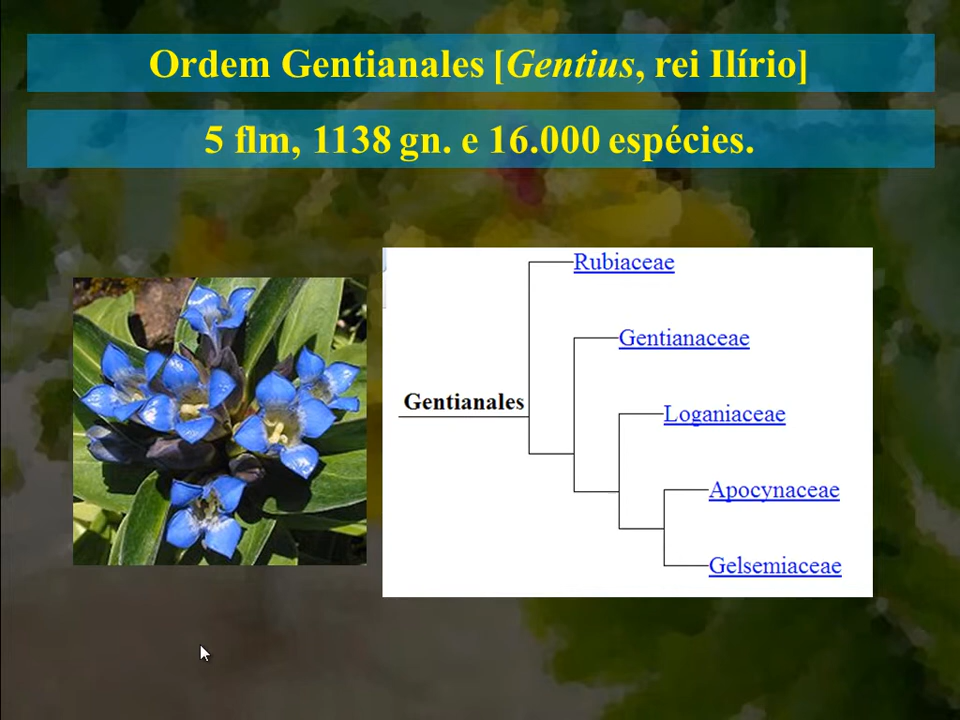 Ordem Gentianales [Gentius, rei Ilírio]
5 flm, 1138 gn. e 16.000 espécies.
Rubiaceae
Gentianaceae
Gentianales
Loganiaceae
Apocynaceae
Gelsemiaceae